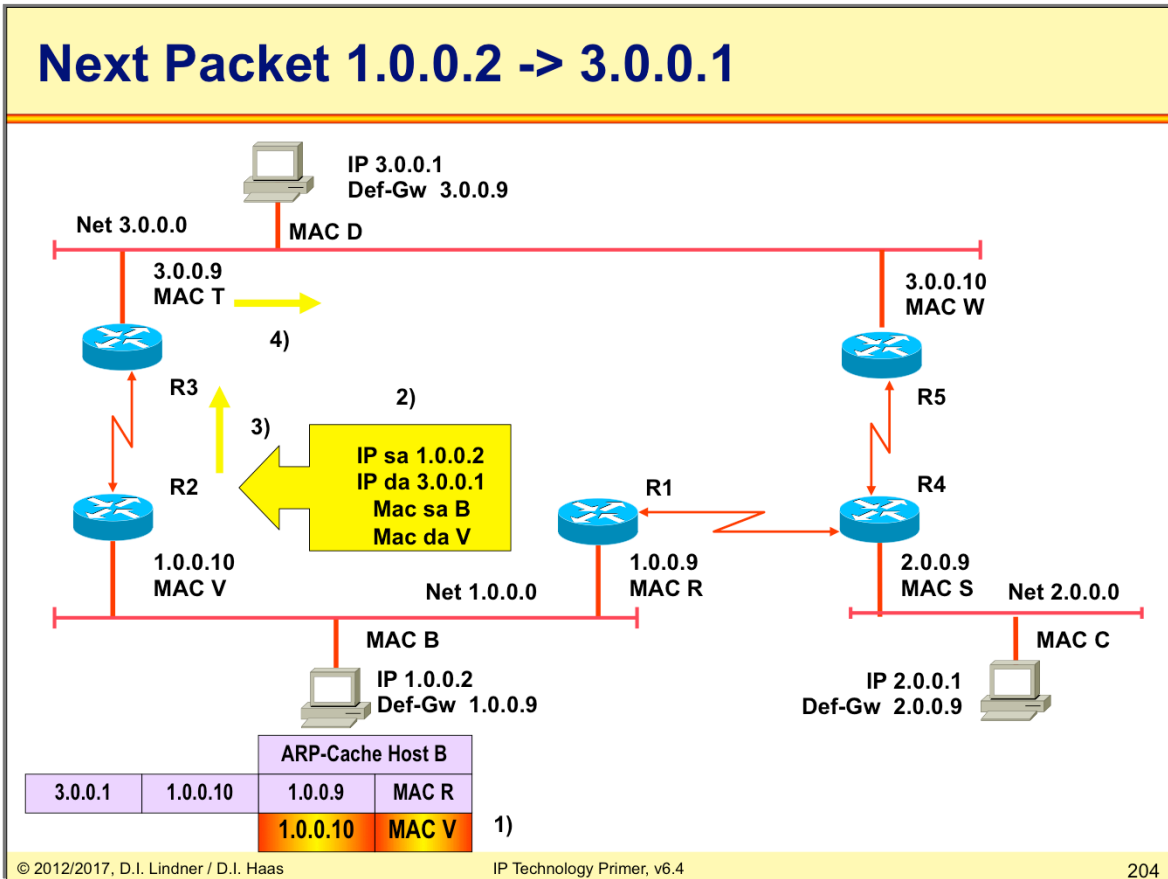 Next Packet 1.0.0.2 -> 3.0.0.1
IP 3.0.0.1
Def-Gw 3.0.0.9
Net 3.0.0.0
MAC D
3.0.0.9
MAC T
3.0.0.10
MAC W
4)
R3
R5
2)
3)
IP sa 1.0.0.2
IP da 3.0.0.1
Mac sa B
Mac da V
R2
R1
R4
1.0.0.10
MAC V
1.0.0.9
MAC R
2.0.0.9
MAC S
Net 1.0.0.0
Net 2.0.0.0
MAC B
MAC C
IP 1.0.0.2
Def-Gw 1.0.0.9
IP 2.0.0.1
Def-Gw 2.0.0.9
ARP-Cache Host B
3.0.0.1 1.0.0.10 1.0.0.9 MAC R
1.0.0.10 MAC V 1)
© 2012/2017, D.I. Lindner / D.I. Haas IP Technology Primer, v6.4 204